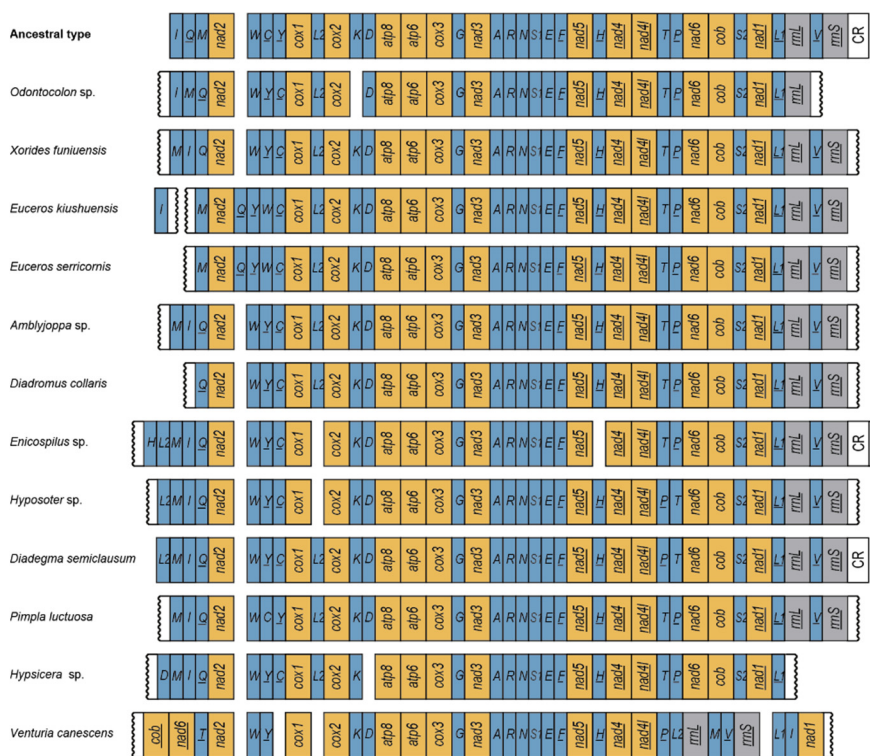 Ancestral type I Q M nad2 W C Y cox1 L2 cox2 K D atp8 atp6 cox3 G nad3 A R N S1 E F nad5 H nad4 nad4l T P nad6 cob S2 nad1 L1 rrnL V rrnS CR
Odontocolon sp. I M Q nad2 W Y C cox1 L2 cox2 D atp8 atp6 cox3 G nad3 A R N S1 E F nad5 H nad4 nad4l T P nad6 cob S2 nad1 L1 rrnL
Xorides funiuensis M I Q nad2 W Y C cox1 L2 cox2 K D atp8 atp6 cox3 G nad3 A R N S1 E F nad5 H nad4 nad4l T P nad6 cob S2 nad1 L1 rrnL V rrnS
Euceros kiushuensis I M Q Y W C cox1 L2 cox2 K D atp8 atp6 cox3 G nad3 A R N S1 E F nad5 H nad4 nad4l T P nad6 cob S2 nad1 L1 rrnL V rrnS
Euceros serricornis M nad2 Q Y W C cox1 L2 cox2 K D atp8 atp6 cox3 G nad3 A R N S1 E F nad5 H nad4 nad4l T P nad6 cob S2 nad1 L1 rrnL V rrnS
Amblyjoppa sp. M I Q nad2 W Y C cox1 L2 cox2 K D atp8 atp6 cox3 G nad3 A R N S1 E F nad5 H nad4 nad4l T P nad6 cob S2 nad1 L1 rrnL V rrnS
Diadromus collaris Q nad2 W Y C cox1 L2 cox2 K D atp8 atp6 cox3 G nad3 A R N S1 E F nad5 H nad4 nad4l T P nad6 cob S2 nad1 L1 rrnL V rrnS
Enicospilus sp. H L2 M I Q nad2 W Y C cox1 cox2 K D atp8 atp6 cox3 G nad3 A R N S1 E F nad5 nad4 nad4l T P nad6 cob S2 nad1 L1 rrnL V rrnS CR
Hyposoter sp. L2 M I Q nad2 W Y C cox1 cox2 K D atp8 atp6 cox3 G nad3 A R N S1 E F nad5 H nad4 nad4l P T nad6 cob S2 nad1 L1 rrnL V rrnS
Diadegma semiclausum L2 M I Q nad2 W Y C cox1 L2 cox2 K D atp8 atp6 cox3 G nad3 A R N S1 E F nad5 H nad4 nad4l P T nad6 cob S2 nad1 L1 rrnL V rrnS CR
Pimpla luctuosa M I Q nad2 W C Y cox1 L2 cox2 K D atp8 atp6 cox3 G nad3 A R N S1 E F nad5 H nad4 nad4l T P nad6 cob S2 nad1 L1 rrnL V rrnS
Hypsicera sp. D M I Q nad2 W Y C cox1 L2 cox2 K atp8 atp6 cox3 G nad3 A R N S1 E F nad5 H nad4 nad4l T P nad6 cob S2 nad1 L1
Venturia canescens cob nad6 T nad2 W Y cox1 cox2 K D atp8 atp6 cox3 G nad3 A R N S1 E F nad5 H nad4 nad4l P L2 rrnL M V rrnS L1 I nad1